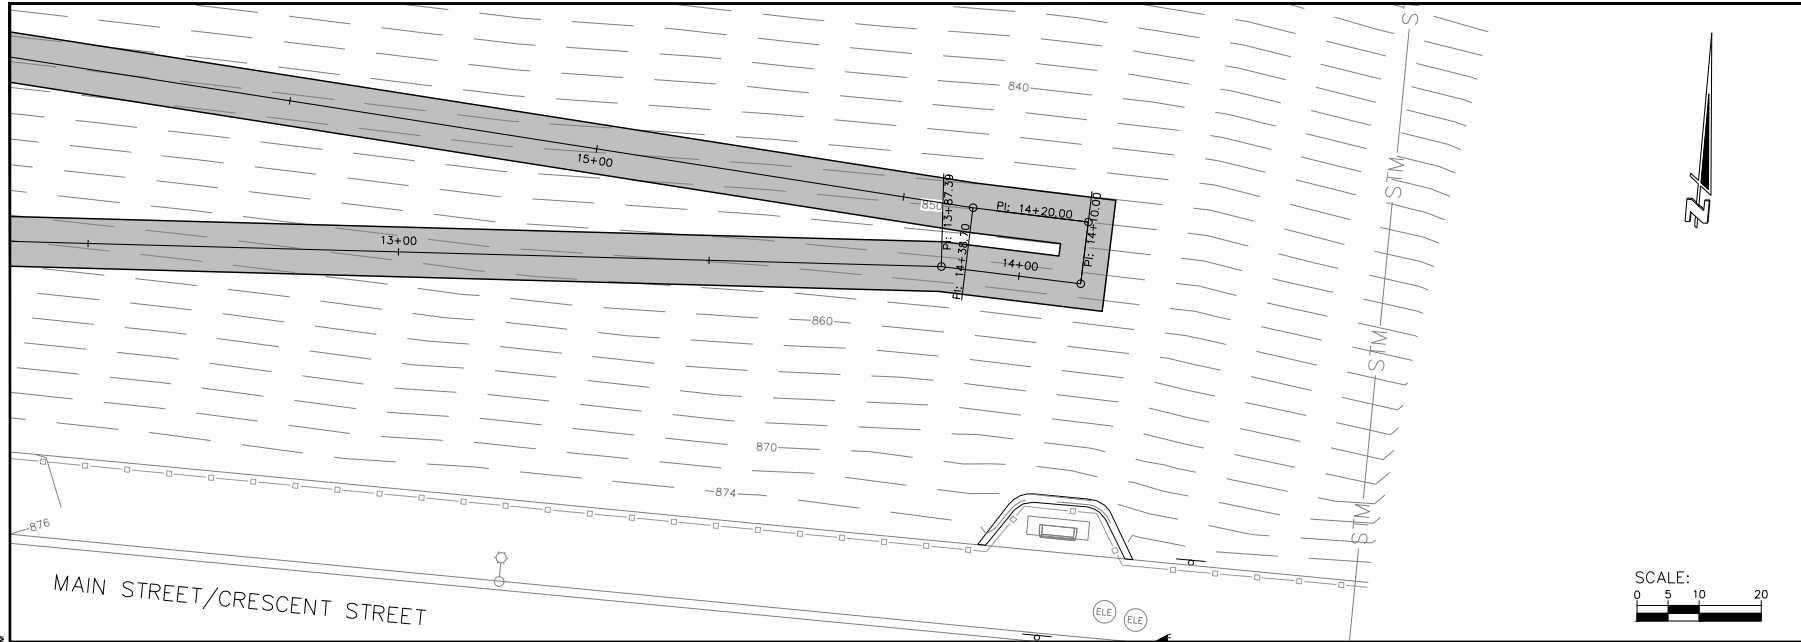 STM
840
15+00
STM
850
PI: 13+87.39
PI: 14+20.00
PI: 14+10.00
N
13+00
PI: 14+38.70
14+00
860
STM
870
874
876
STM
MAIN STREET/CRESCENT STREET
ELE
ELE
SCALE:
0 5 10 20